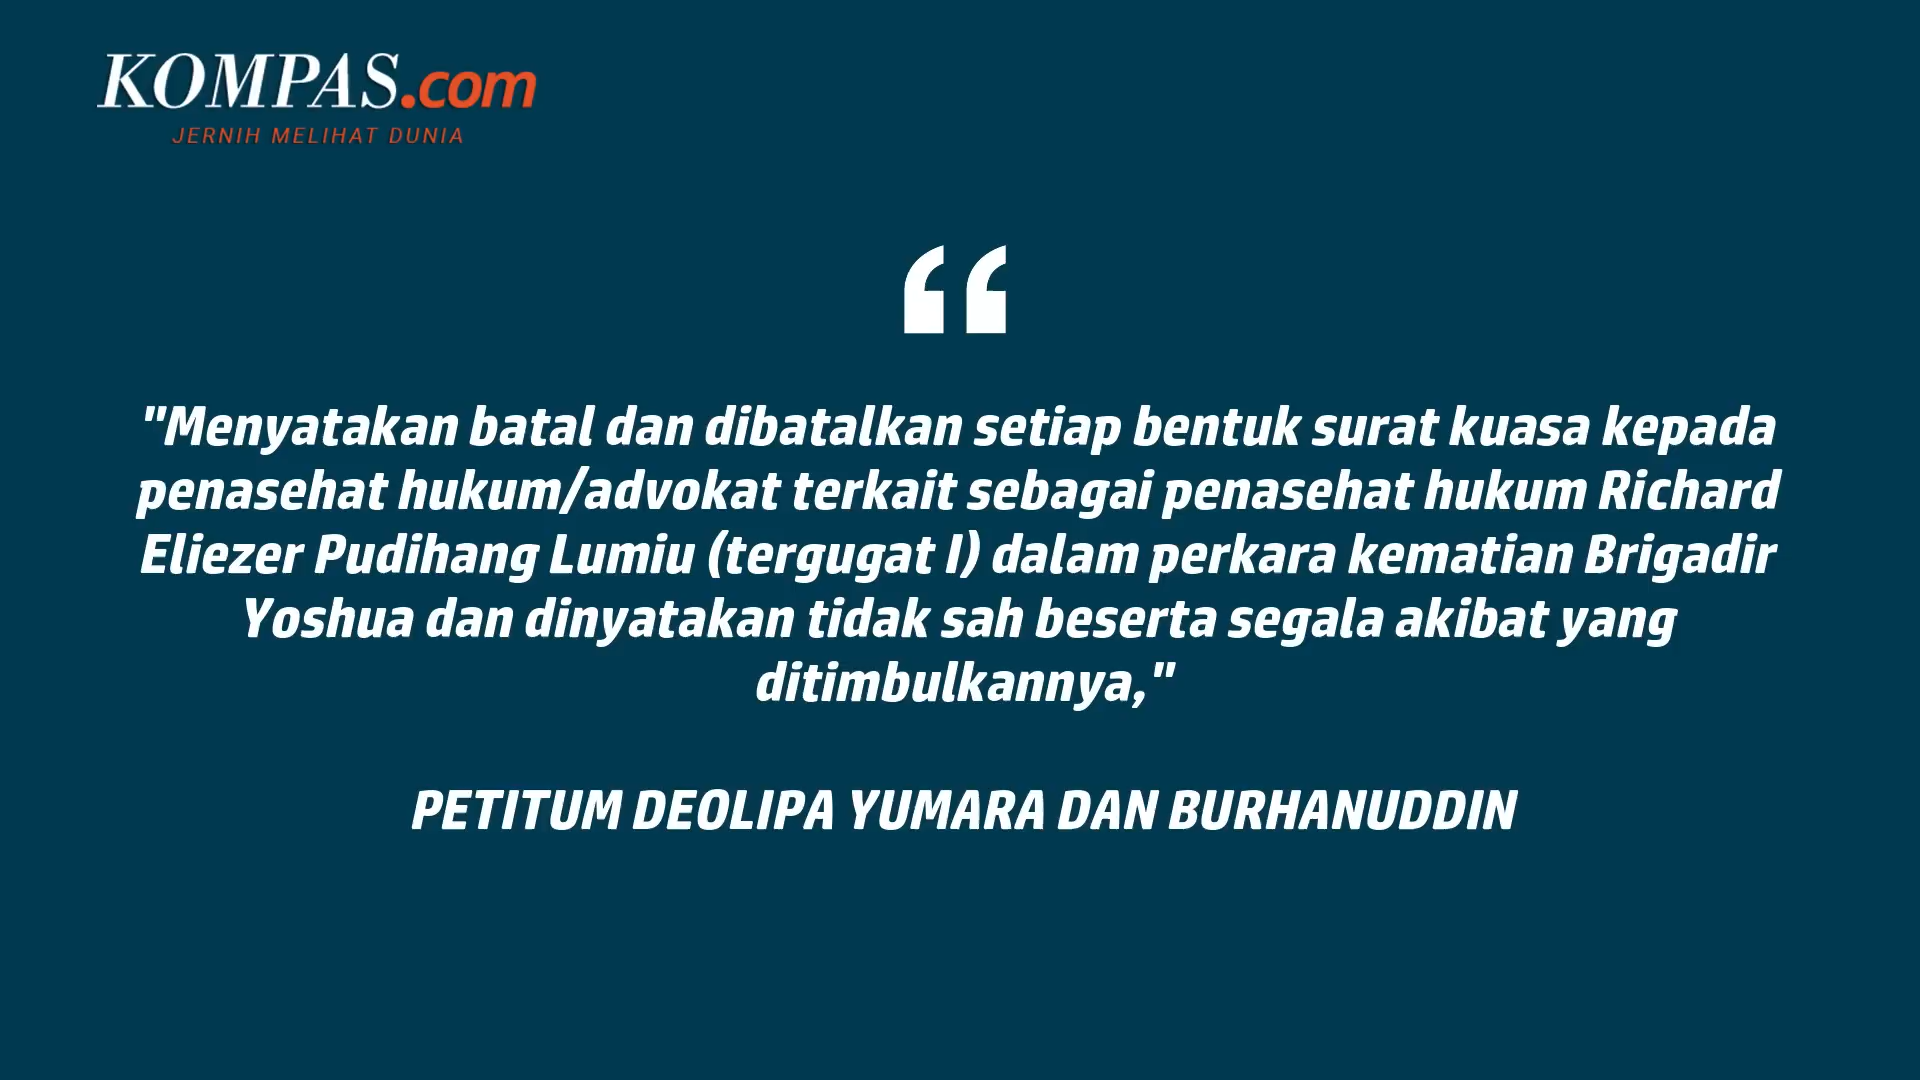 KOMPAS.com
JERNIH MELIHAT DUNIA
“
"Menyatakan batal dan dibatalkan setiap bentuk surat kuasa kepada
penasehat hukum/advokat terkait sebagai penasehat hukum Richard
Eliezer Pudihang Lumiu (tergugat I) dalam perkara kematian Brigadir
Yoshua dan dinyatakan tidak sah beserta segala akibat yang
ditimbulkannya,"
PETITUM DEOLIPA YUMARA DAN BURHANUDDIN